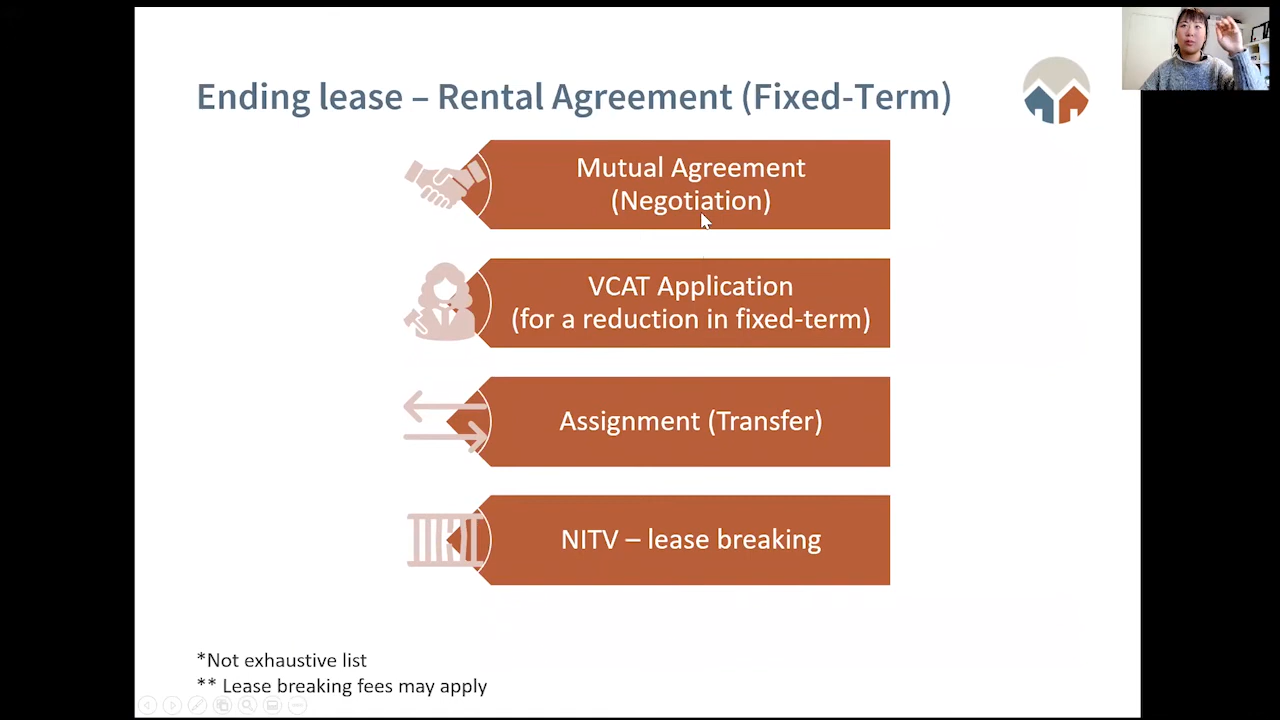 Ending lease – Rental Agreement (Fixed-Term)
Mutual Agreement
(Negotiation)
VCAT Application
(for a reduction in fixed-term)
Assignment (Transfer)
NITV – lease breaking
*Not exhaustive list
** Lease breaking fees may apply